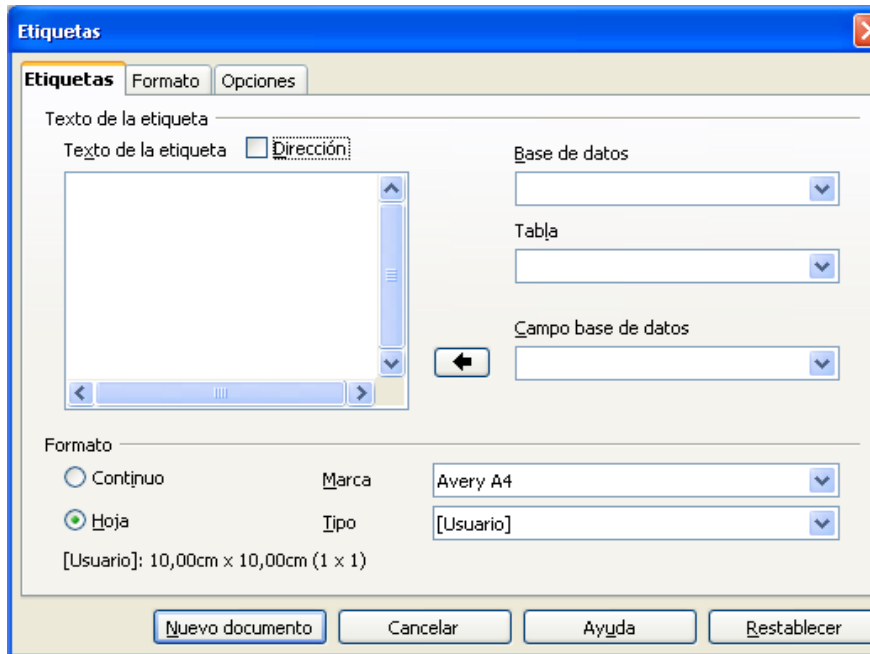 Etiquetas
Etiquetas Formato Opciones
Texto de la etiqueta
Texto de la etiqueta Dirección
Base de datos
Tabla
Campo base de datos
Formato
Continuo Marca Avery A4
Hoja Tipo [Usuario]
[Usuario]: 10,00cm x 10,00cm (1 x 1)
Nuevo documento Cancelar Ayuda Restablecer